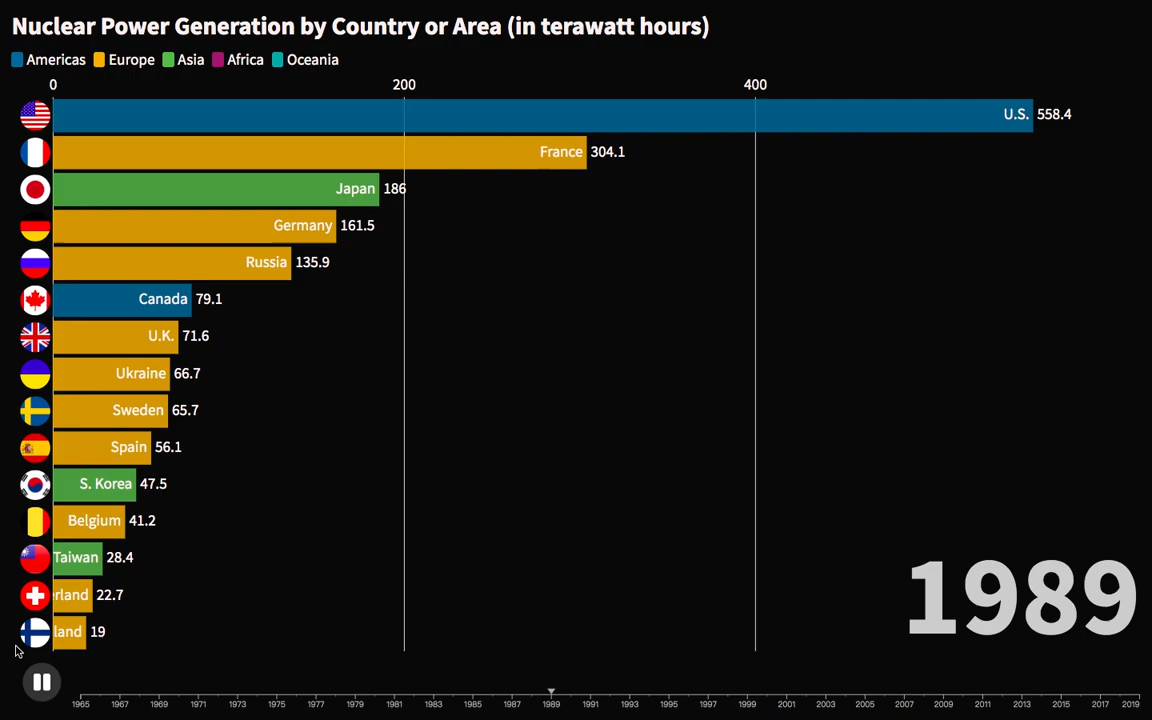 Nuclear Power Generation by Country or Area (in terawatt hours)
Americas Europe Asia Africa Oceania
0 200 400
U.S. 558.4
France 304.1
Japan 186
Germany 161.5
Russia 135.9
Canada 79.1
U.K. 71.6
Ukraine 66.7
Sweden 65.7
Spain 56.1
S. Korea 47.5
Belgium 41.2
Taiwan 28.4
rland 22.7
land 19
1989
1965 1967 1969 1971 1973 1975 1977 1979 1981 1983 1985 1987 1989 1991 1993 1995 1997 1999 2001 2003 2005 2007 2009 2011 2013 2015 2017 2019